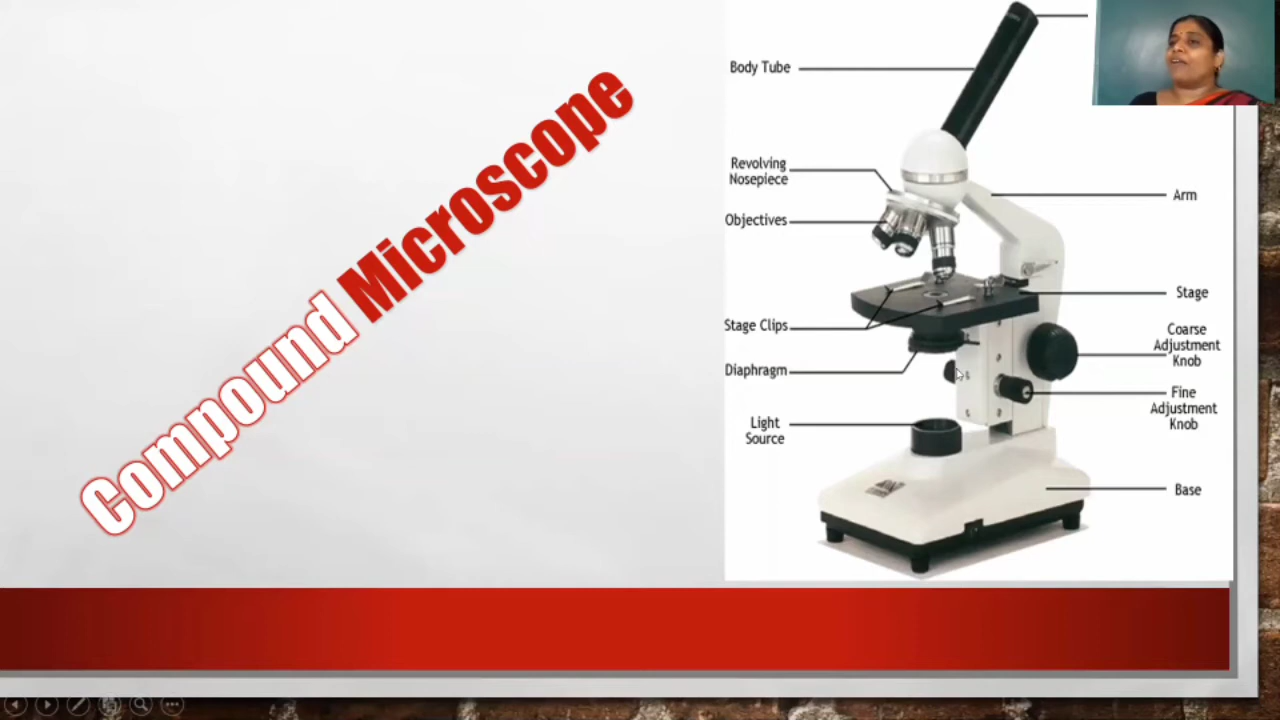 Compound Microscope
Body Tube
Revolving
Nosepiece
Objectives
Stage Clips
Diaphragm
Light
Source
Arm
Stage
Coarse
Adjustment
Knob
Fine
Adjustment
Knob
Base